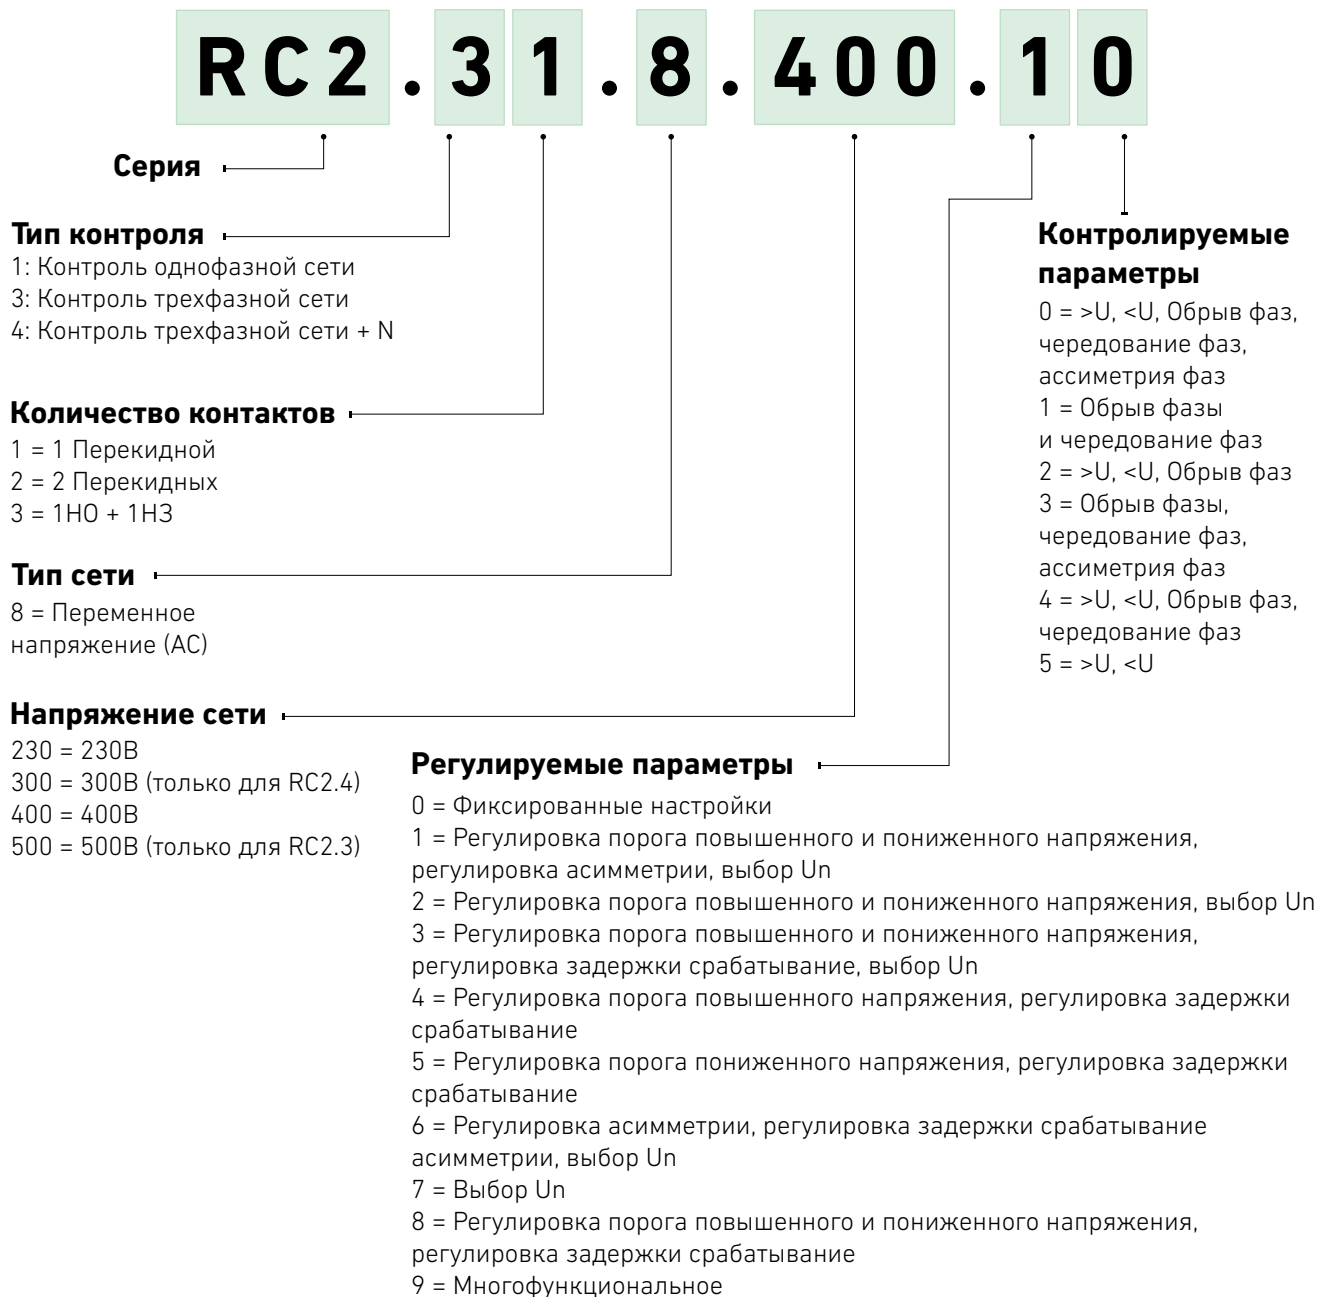 RC2.31.8.400.10
Серия
Тип контроля
1: Контроль однофазной сети
3: Контроль трехфазной сети
4: Контроль трехфазной сети + N
Количество контактов
1 = 1 Перекидной
2 = 2 Перекидных
3 = 1НО + 1НЗ
Тип сети
8 = Переменное
напряжение (AC)
Напряжение сети
230 = 230В
300 = 300В (только для RC2.4)
400 = 400В
500 = 500В (только для RC2.3)
Регулируемые параметры
0 = Фиксированные настройки
1 = Регулировка порога повышенного и пониженного напряжения,
регулировка асимметрии, выбор Un
2 = Регулировка порога повышенного и пониженного напряжения, выбор Un
3 = Регулировка порога повышенного и пониженного напряжения,
регулировка задержки срабатывание, выбор Un
4 = Регулировка порога повышенного напряжения, регулировка задержки
срабатывание
5 = Регулировка порога пониженного напряжения, регулировка задержки
срабатывание
6 = Регулировка асимметрии, регулировка задержки срабатывание
асимметрии, выбор Un
7 = Выбор Un
8 = Регулировка порога повышенного и пониженного напряжения,
регулировка задержки срабатывание
9 = Многофункциональное
Контролируемые
параметры
0 = >U, <U, Обрыв фаз,
чередование фаз,
ассиметрия фаз
1 = Обрыв фазы
и чередование фаз
2 = >U, <U, Обрыв фаз
3 = Обрыв фазы,
чередование фаз,
ассиметрия фаз
4 = >U, <U, Обрыв фаз,
чередование фаз
5 = >U, <U